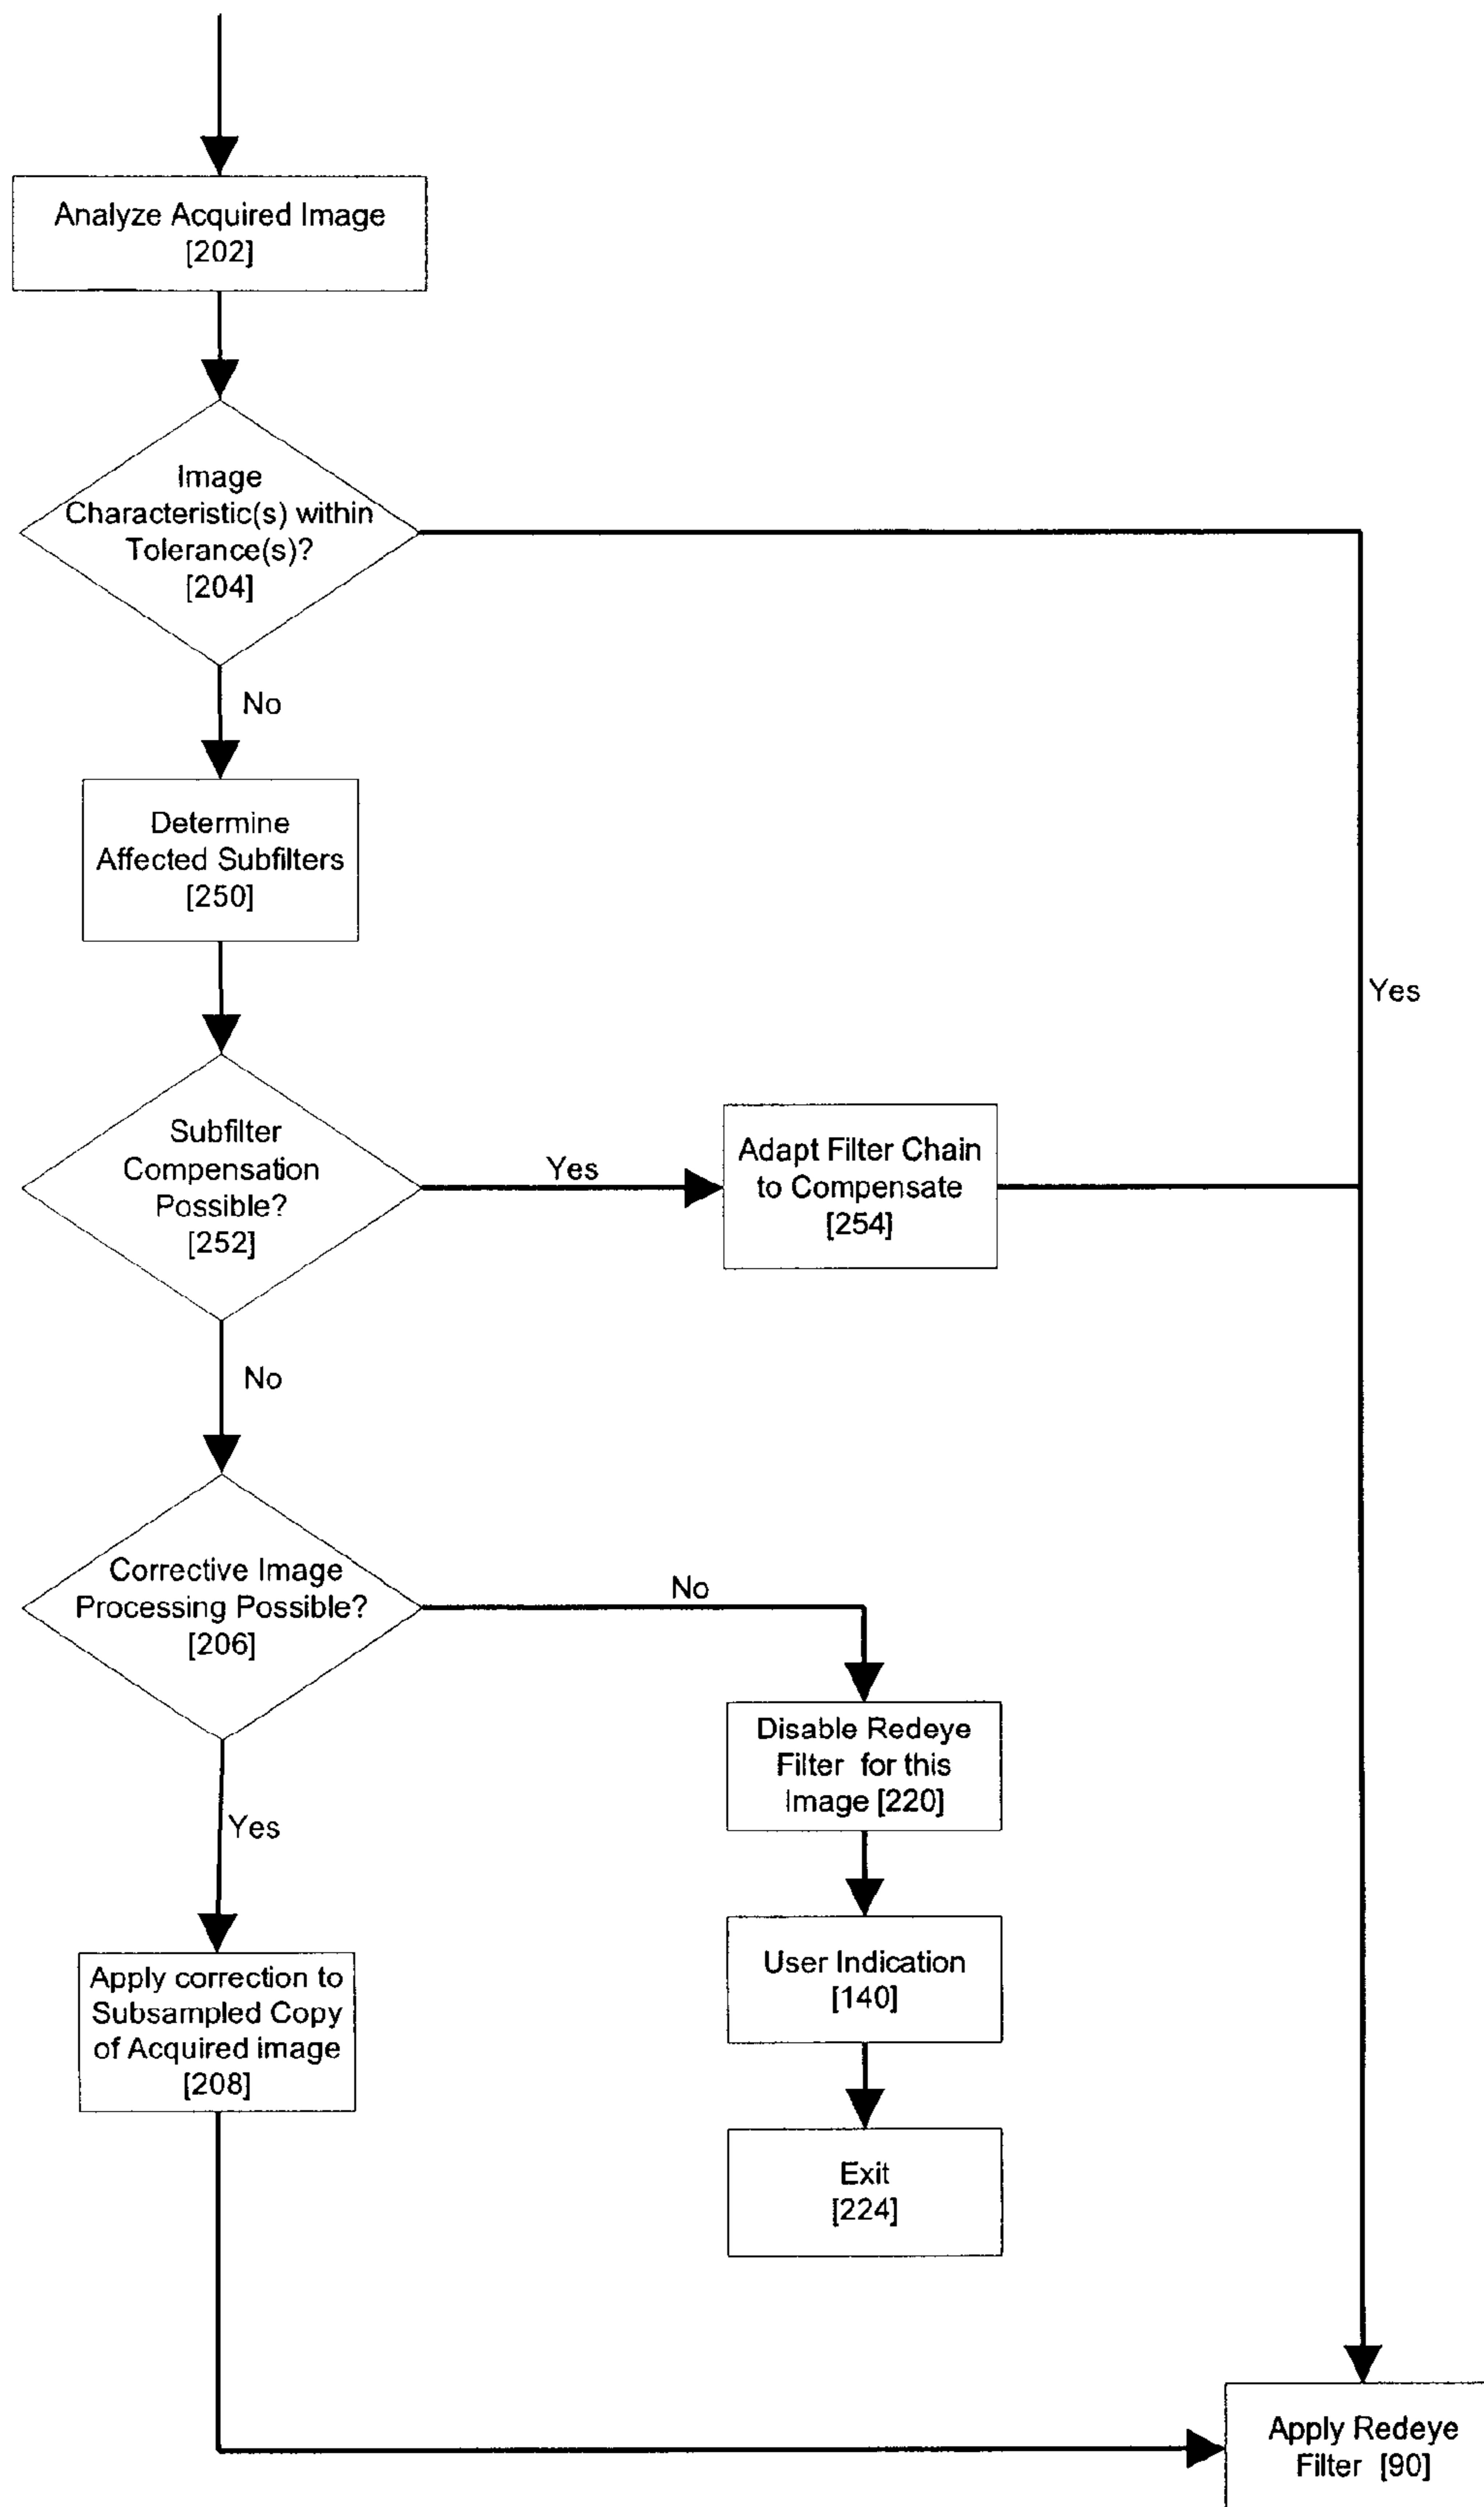 Analyze Acquired Image
[202]
Image
Characteristic(s) within
Tolerance(s)?
[204]
No
Determine
Affected Subfilters
[250]
Yes
Subfilter
Compensation
Possible?
[252]
Yes
Adapt Filter Chain
to Compensate
[254]
No
Corrective Image
Processing Possible?
[206]
No
Disable Redeye
Filter for this
Image [220]
Yes
User Indication
[140]
Apply correction to
Subsampled Copy
of Acquired image
[208]
Exit
[224]
Apply Redeye
Filter [90]